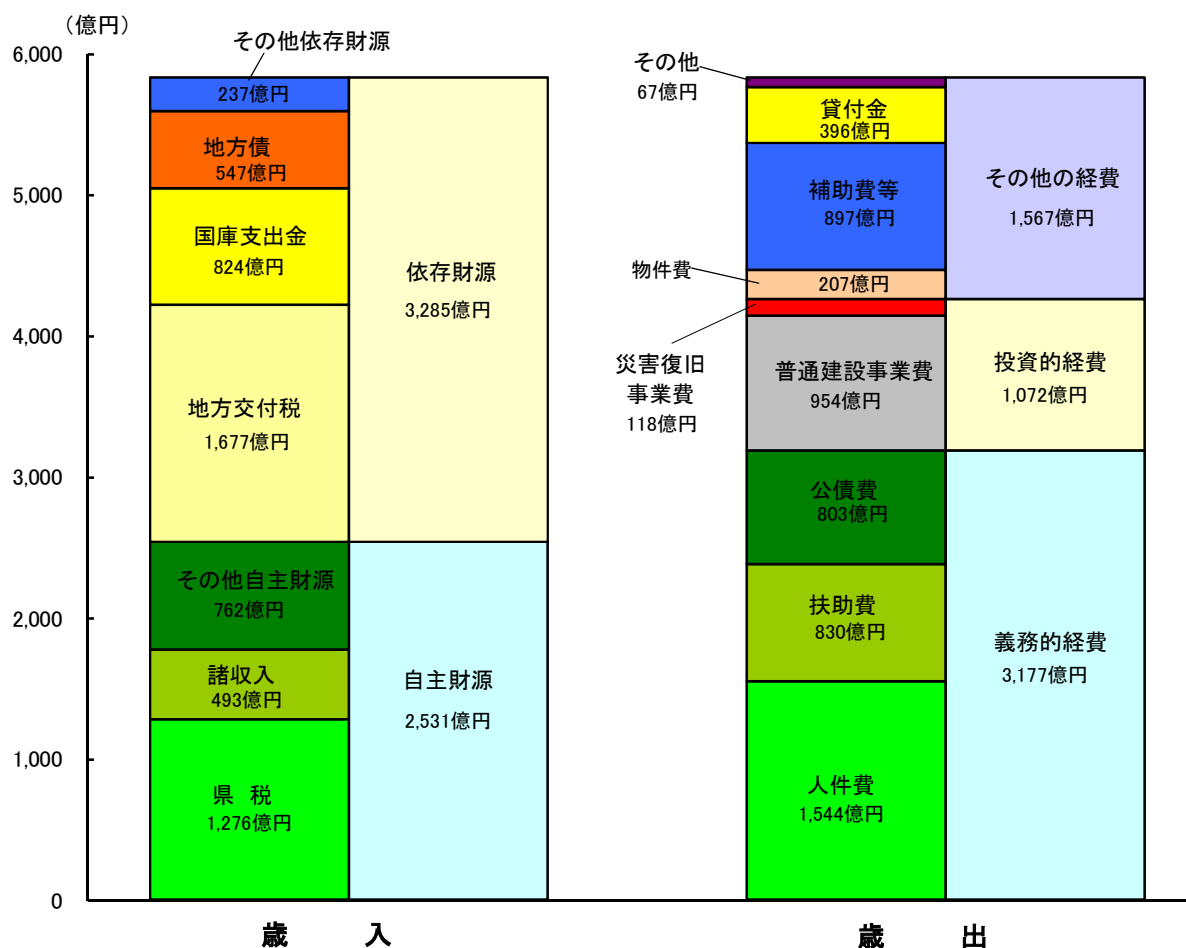 （億円）
6,000
5,000
4,000
3,000
2,000
1,000
0
その他依存財源
237億円
地方債
547億円
国庫支出金
824億円
地方交付税
1,677億円
その他自主財源
762億円
諸収入
493億円
県　税
1,276億円
依存財源
3,285億円
自主財源
2,531億円
歳　入
その他
67億円
貸付金
396億円
補助費等
897億円
物件費
207億円
災害復旧
事業費
118億円
普通建設事業費
954億円
公債費
803億円
扶助費
830億円
人件費
1,544億円
その他の経費
1,567億円
投資的経費
1,072億円
義務的経費
3,177億円
歳　出